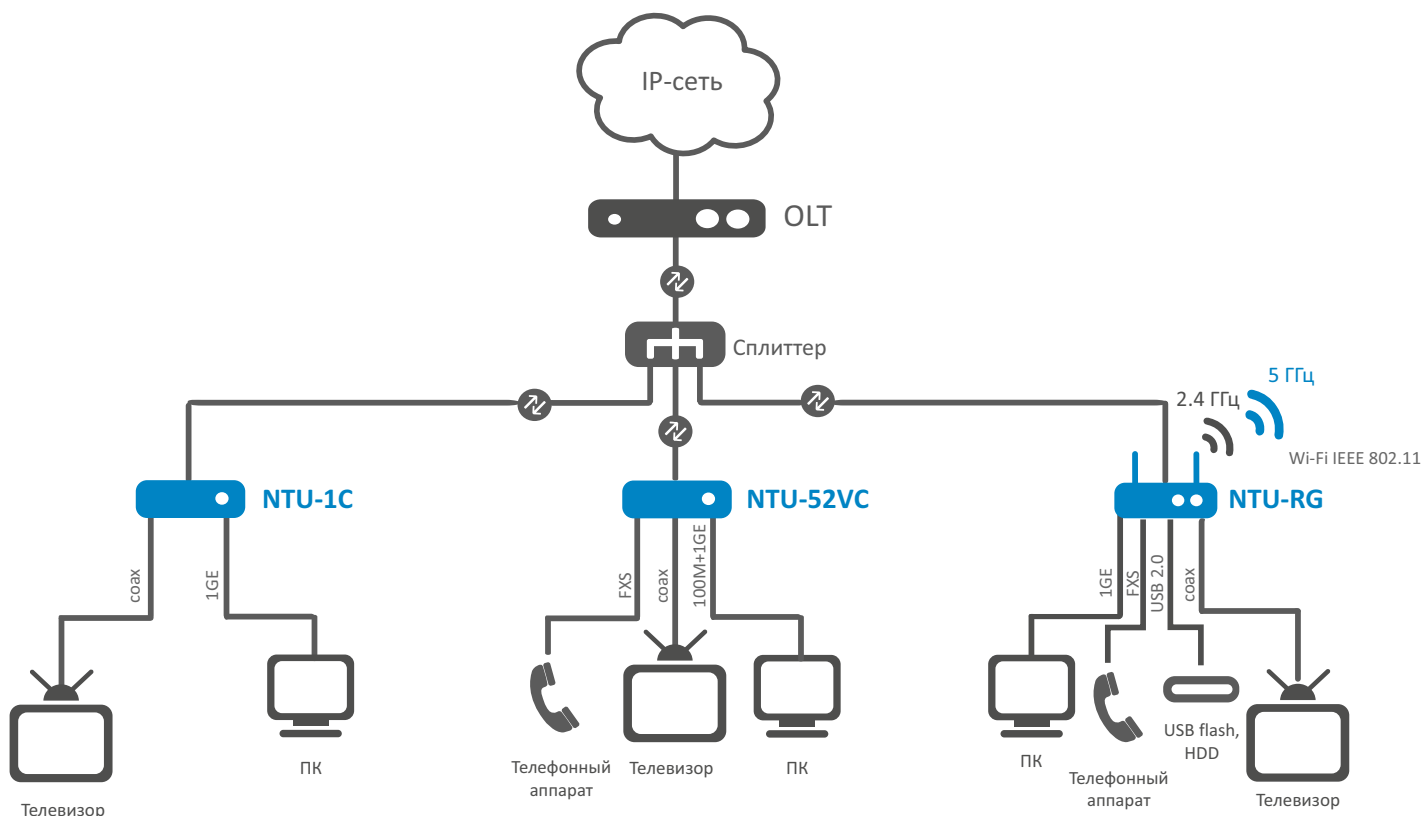 IP-сеть
OLT
Сплиттер
5 ГГц
2.4 ГГц
Wi-Fi IEEE 802.11
NTU-1C
NTU-52VC
NTU-RG
coax
1GE
FXS
coax
100M+1GE
1GE
FXS
USB 2.0
coax
Телевизор
ПК
Телефонный
аппарат
Телевизор
ПК
ПК
Телефонный
аппарат
USB flash,
HDD
Телевизор